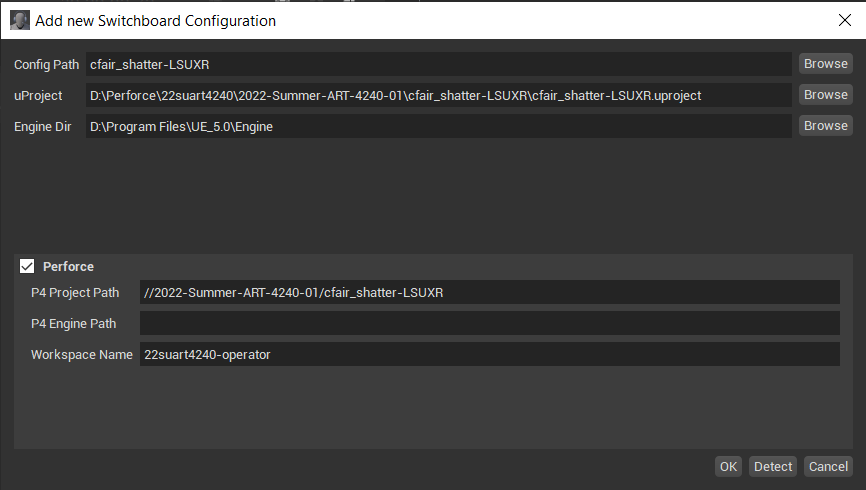 Add new Switchboard Configuration
Config Path cfair_shatter-LSUXR Browse
uProject D:\Perforce\22suart4240\2022-Summer-ART-4240-01\cfair_shatter-LSUXR\cfair_shatter-LSUXR.uproject Browse
Engine Dir D:\Program Files\UE_5.0\Engine Browse
Perforce
P4 Project Path //2022-Summer-ART-4240-01/cfair_shatter-LSUXR
P4 Engine Path
Workspace Name 22suart4240-operator
OK Detect Cancel